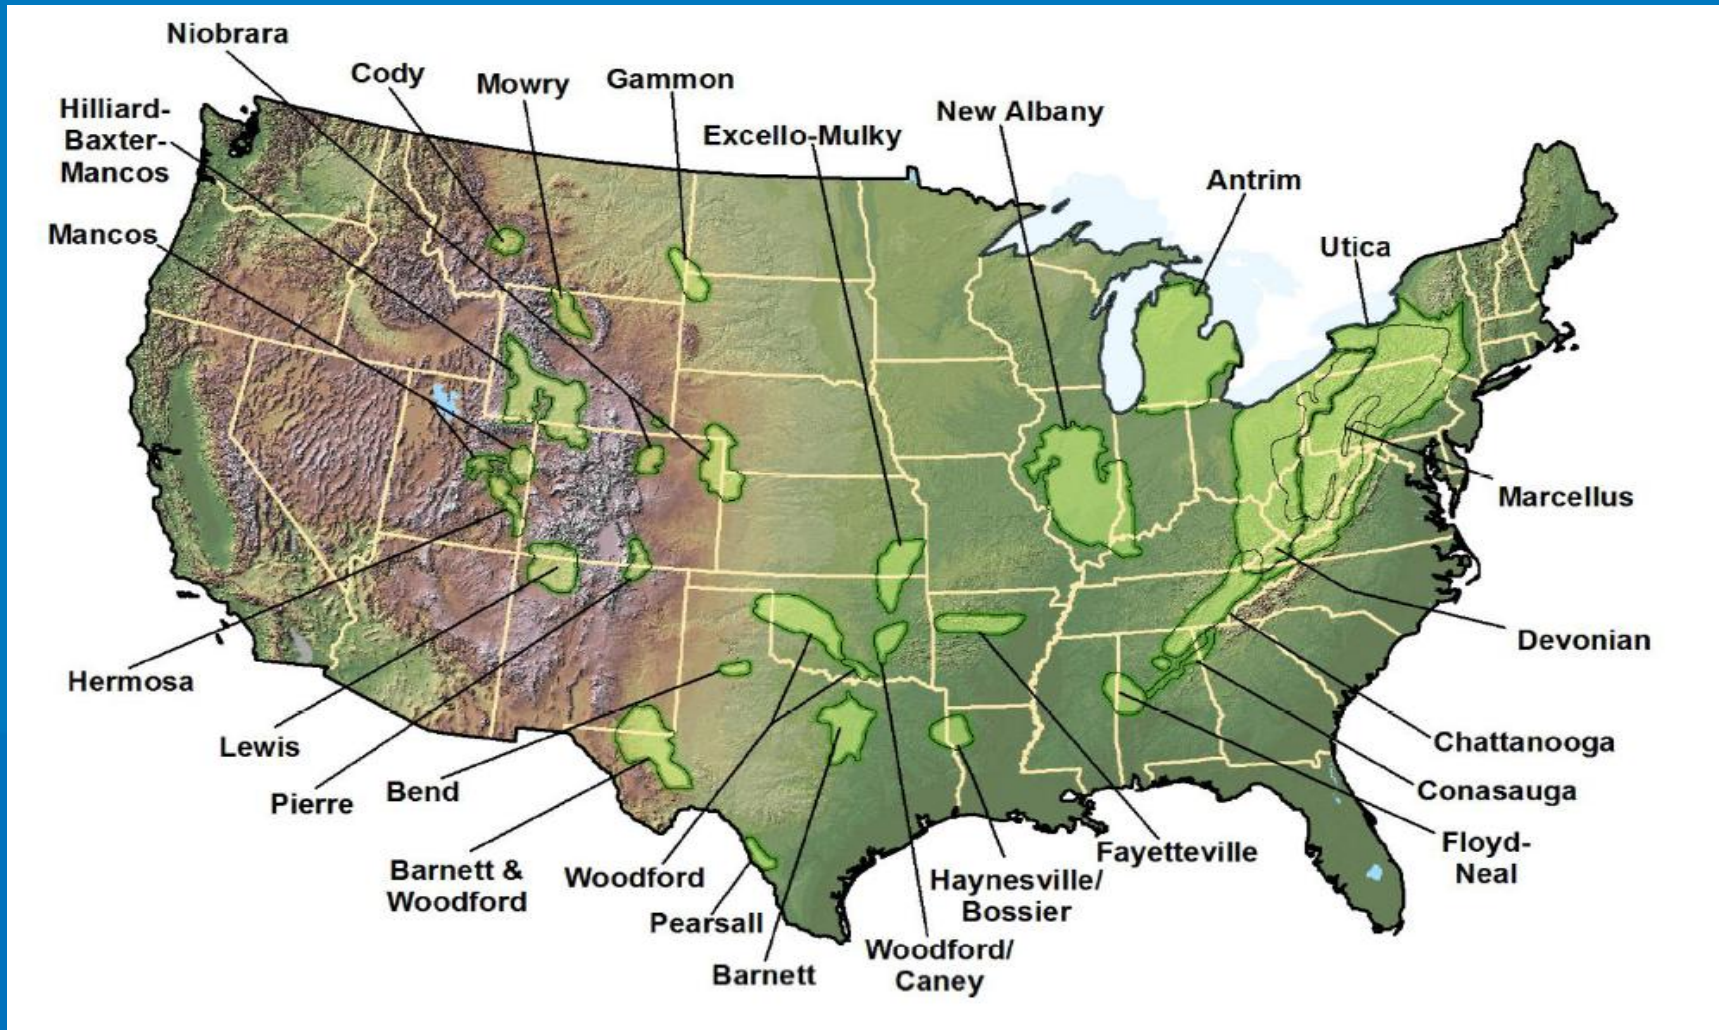 Niobrara
Cody
Mowry
Gammon
Hilliard-
Baxter-
Mancos
Excello-Mulky
New Albany
Antrim
Utica
Mancos
Marcellus
Devonian
Hermosa
Lewis
Pierre
Bend
Chattanooga
Conasauga
Floyd-
Neal
Barnett &
Woodford
Woodford
Pearsall
Barnett
Woodford/
Caney
Haynesville/
Bossier
Fayetteville